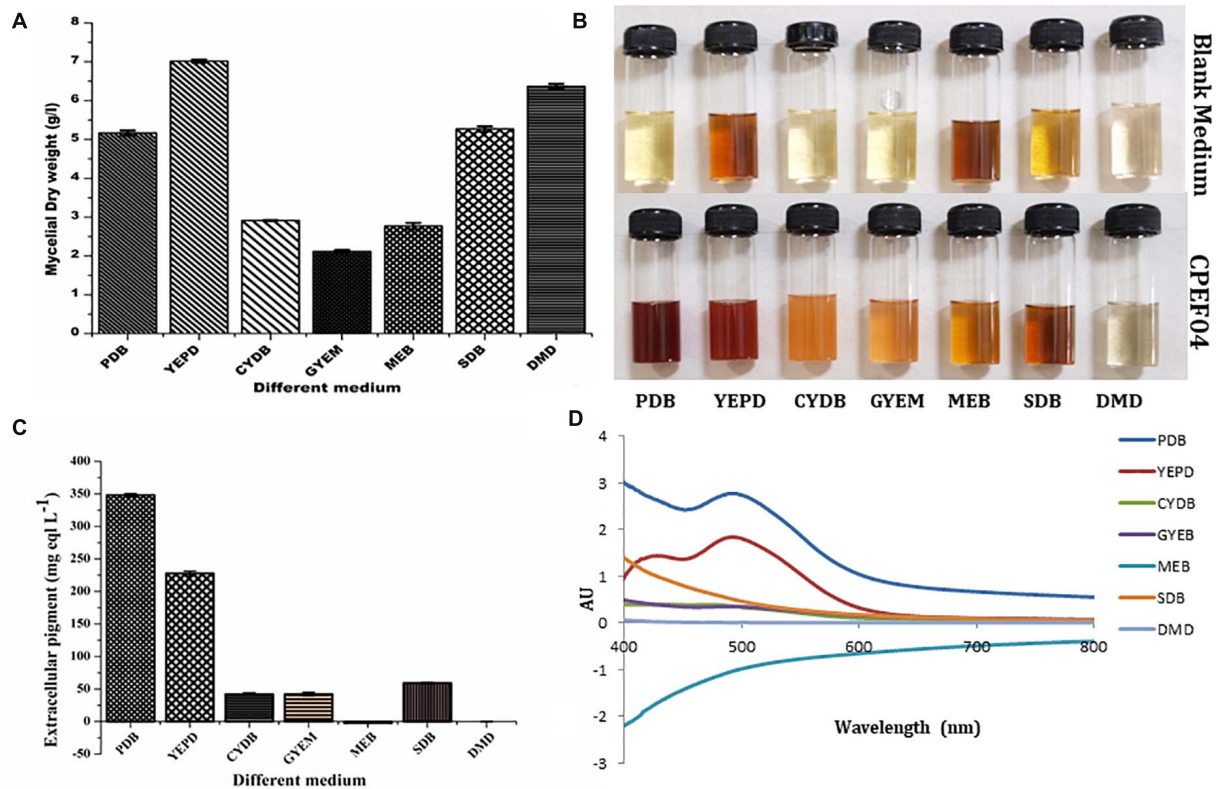 A
8
7
6
5
4
3
2
1
0
Mycelial Dry weight (g/l)
PDB YEPD CYDB GYEM MEB SDB DMD
Different medium
B
Blank Medium
CPEF04
PDB YEPD CYDB GYEM MEB SDB DMD
C
400
350
300
250
200
150
100
50
0
-50
Extracellular pigment (mg eql L-1)
PDB YEPD CYDB GYEM MEB SDB DMD
Different medium
D
4
3
2
1
0
-1
-2
-3
AU
400 500 600 700 800
Wavelength (nm)
PDB
YEPD
CYDB
GYEB
MEB
SDB
DMD